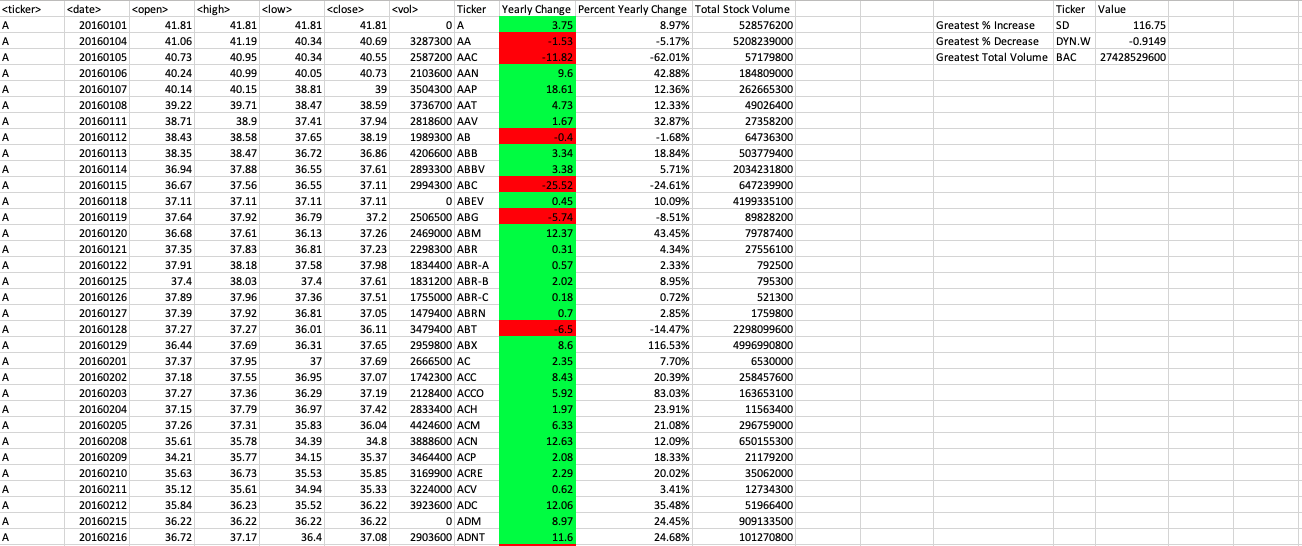 <ticker> <date> <open> <high> <low> <close> <vol> Ticker Yearly Change Percent Yearly Change Total Stock Volume Ticker Value
A 20160101 41.81 41.81 41.81 41.81 0 A 3.75 8.97% 528576200 Greatest % Increase SD 116.75
A 20160104 41.06 41.19 40.34 40.69 3287300 AA -1.53 -5.17% 5208239000 Greatest % Decrease DYN.W -0.9149
A 20160105 40.73 40.95 40.34 40.55 2587200 AAC -11.82 -62.01% 57179800 Greatest Total Volume BAC 27428529600
A 20160106 40.24 40.99 40.05 40.73 2103600 AAN 9.6 42.88% 184809000
A 20160107 40.14 40.15 38.81 39 3504300 AAP 18.61 12.36% 262665300
A 20160108 39.22 39.71 38.47 38.59 3736700 AAT 4.73 12.33% 49026400
A 20160111 38.71 38.9 37.41 37.94 2818600 AAV 1.67 32.87% 27358200
A 20160112 38.43 38.58 37.65 38.19 1989300 AB -0.4 -1.68% 64736300
A 20160113 38.35 38.47 36.72 36.86 4206600 ABB 3.34 18.84% 503779400
A 20160114 36.94 37.88 36.55 37.61 2893300 ABBV 3.38 5.71% 2034231800
A 20160115 36.67 37.56 36.55 37.11 2994300 ABC -25.52 -24.61% 647239900
A 20160118 37.11 37.11 37.11 37.11 0 ABEV 0.45 10.09% 4199335100
A 20160119 37.64 37.92 36.79 37.2 2506500 ABG -5.74 -8.51% 89828200
A 20160120 36.68 37.61 36.13 37.26 2469000 ABM 12.37 43.45% 79787400
A 20160121 37.35 37.83 36.81 37.23 2298300 ABR 0.31 4.34% 27556100
A 20160122 37.91 38.18 37.58 37.98 1834400 ABR-A 0.57 2.33% 792500
A 20160125 37.4 38.03 37.4 37.61 1831200 ABR-B 2.02 8.95% 795300
A 20160126 37.89 37.96 37.36 37.51 1755000 ABR-C 0.18 0.72% 521300
A 20160127 37.39 37.92 36.81 37.05 1479400 ABRN 0.7 2.85% 1759800
A 20160128 37.27 37.27 36.01 36.11 3479400 ABT -6.5 -14.47% 2298099600
A 20160129 36.44 37.69 36.31 37.65 2959800 ABX 8.6 116.53% 4996990800
A 20160201 37.37 37.95 37 37.69 2666500 AC 2.35 7.70% 6530000
A 20160202 37.18 37.55 36.95 37.07 1742300 ACC 8.43 20.39% 258457600
A 20160203 37.27 37.36 36.29 37.19 2128400 ACCO 5.92 83.03% 163653100
A 20160204 37.15 37.79 36.97 37.42 2833400 ACH 1.97 23.91% 11563400
A 20160205 37.26 37.31 35.83 36.04 4424600 ACM 6.33 21.08% 296759000
A 20160208 35.61 35.78 34.39 34.8 3888600 ACN 12.63 12.09% 650155300
A 20160209 34.21 35.77 34.15 35.37 3464400 ACP 2.08 18.33% 21179200
A 20160210 35.63 36.73 35.53 35.85 3169900 ACRE 2.29 20.02% 35062000
A 20160211 35.12 35.61 34.94 35.33 3224000 ACV 0.62 3.41% 12734300
A 20160212 35.84 36.23 35.52 36.22 3923600 ADC 12.06 35.48% 51966400
A 20160215 36.22 36.22 36.22 36.22 0 ADM 8.97 24.45% 909133500
A 20160216 36.72 37.17 36.4 37.08 2903600 ADNT 11.6 24.68% 101270800